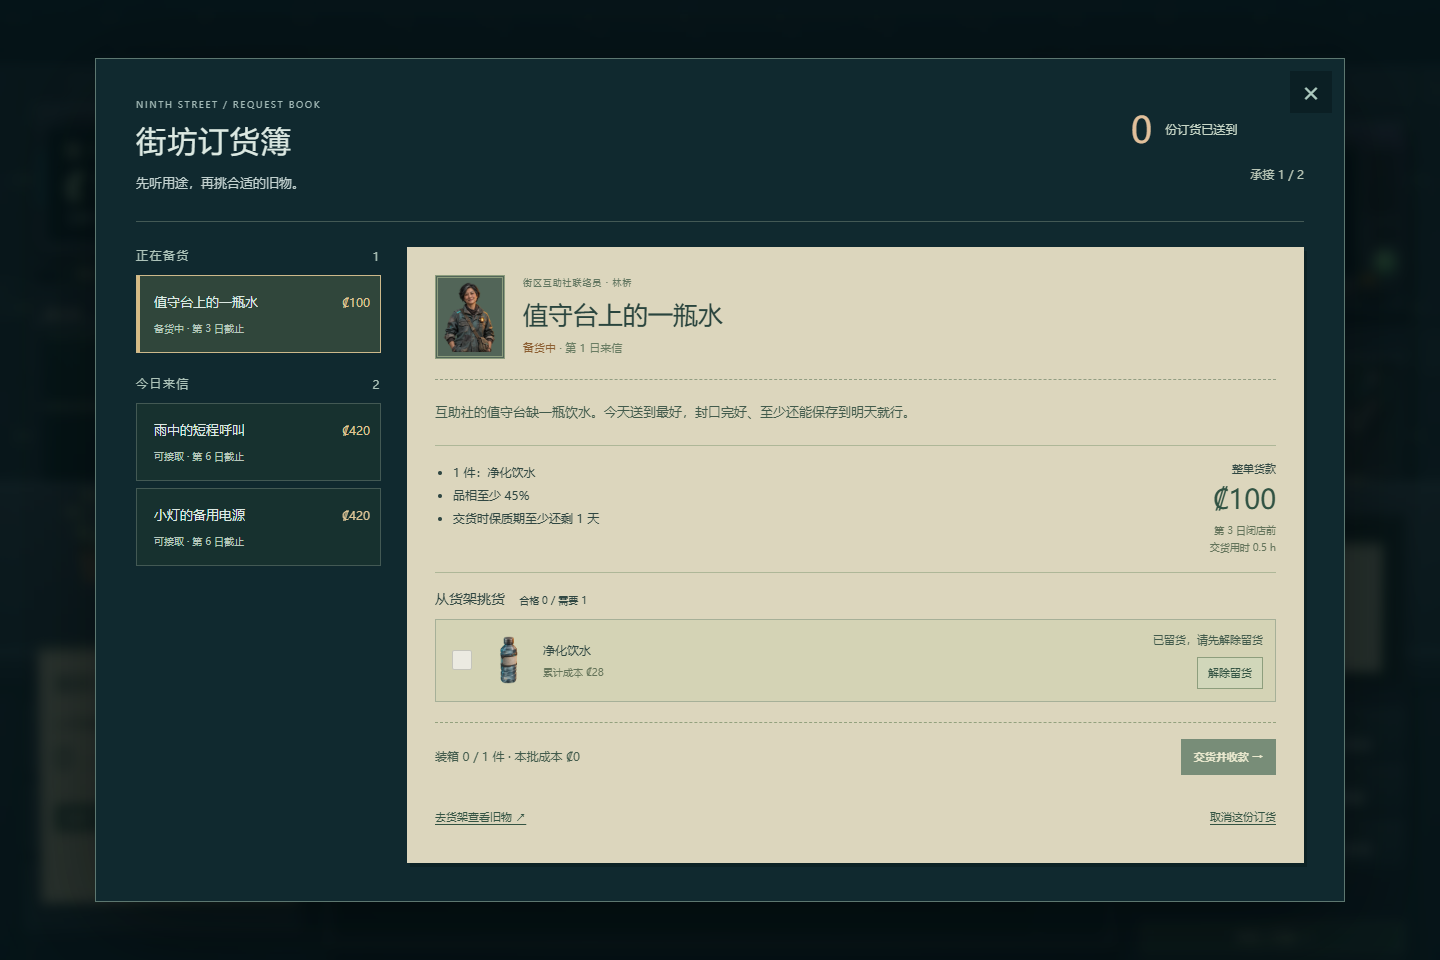 NINTH STREET / REQUEST BOOK
街坊订货簿
先听用途，再挑合适的旧物。
0 份订货已送到
承接 1 / 2
正在备货 1
值守台上的一瓶水 ₡100
备货中 · 第 3 日截止
今日来信 2
雨中的短程呼叫 ₡420
可接取 · 第 6 日截止
小灯的备用电源 ₡420
可接取 · 第 6 日截止
街区互助社联络员 · 林桥
值守台上的一瓶水
备货中 · 第 1 日来信
互助社的值守台缺一瓶饮水。今天送到最好，封口完好、至少还能保存到明天就行。
• 1 件：净化饮水
• 品相至少 45%
• 交货时保质期至少还剩 1 天
整单货款
₡100
第 3 日闭店前
交货用时 0.5 h
从货架挑货 合格 0 / 需要 1
净化饮水
累计成本 ₡28
已留货，请先解除留货
解除留货
装箱 0 / 1 件 · 本批成本 ₡0
交货并收款 →
去货架查看旧物 ↗
取消这份订货